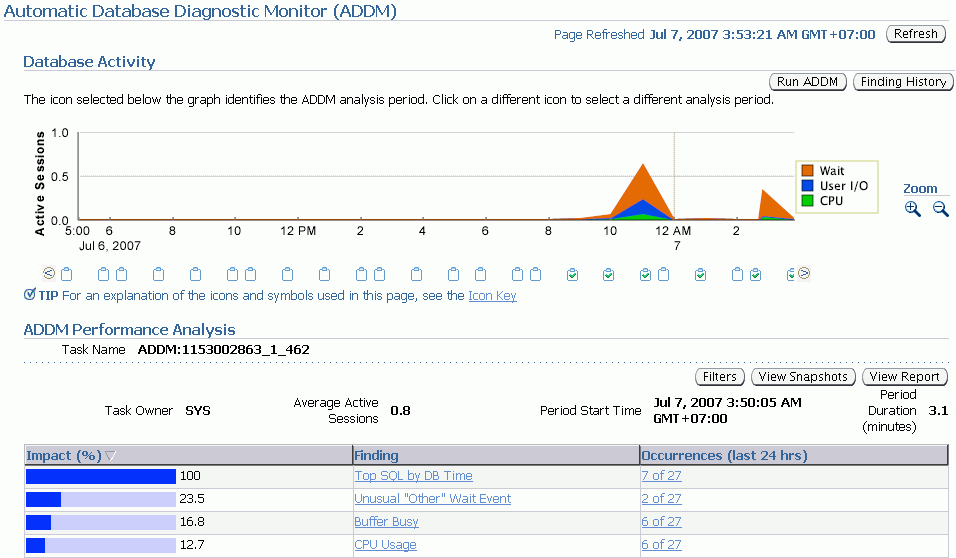 Automatic Database Diagnostic Monitor (ADDM)
Page Refreshed Jul 7, 2007 3:53:21 AM GMT+07:00 Refresh
Database Activity
Run ADDM Finding History
The icon selected below the graph identifies the ADDM analysis period. Click on a different icon to select a different analysis period.
Active Sessions
1.0
0.5
0.0
Wait
User I/O
CPU
Zoom
5:00 6 8 10 12 PM 2 4 6 8 10 12 AM 2
Jul 6, 2007 7
TIP For an explanation of the icons and symbols used in this page, see the Icon Key
ADDM Performance Analysis
Task Name ADDM:1153002863_1_462
Filters View Snapshots View Report
Task Owner SYS
Average Active
Sessions 0.8
Period Start Time Jul 7, 2007 3:50:05 AM
GMT+07:00
Period
Duration
(minutes) 3.1
Impact (%) Finding Occurrences (last 24 hrs)
100 Top SQL by DB Time 7 of 27
23.5 Unusual "Other" Wait Event 2 of 27
16.8 Buffer Busy 6 of 27
12.7 CPU Usage 6 of 27